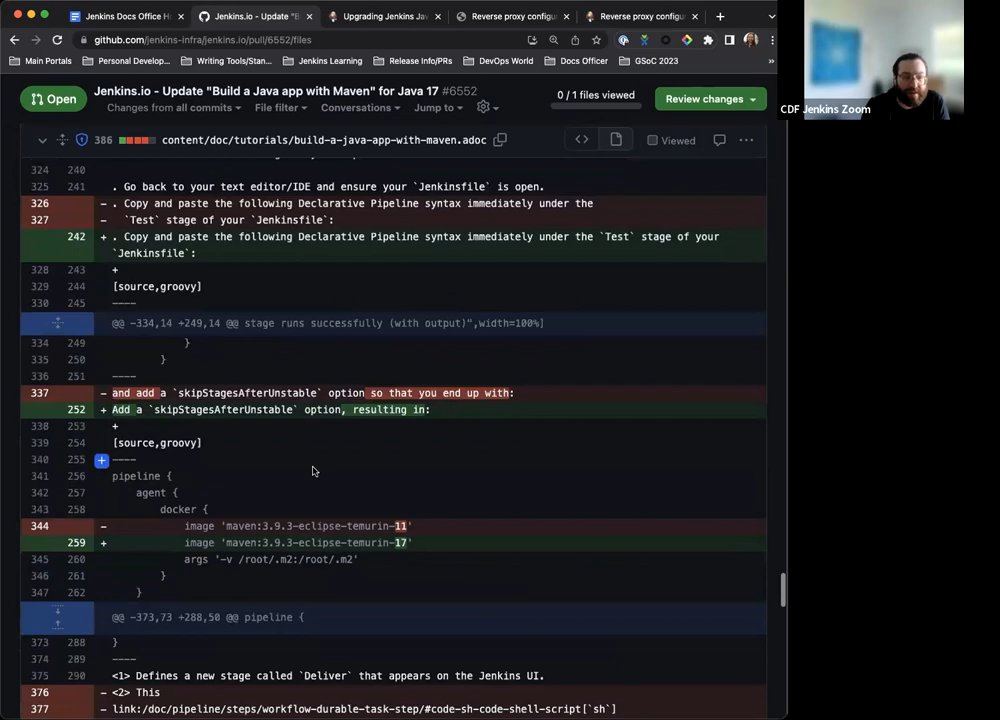 Jenkins Docs Office H
Jenkins.io - Update "B
Upgrading Jenkins Jav
Reverse proxy configur
Reverse proxy configur
github.com/jenkins-infra/jenkins.io/pull/6552/files
Main Portals
Personal Develop...
Writing Tools/Stan...
Jenkins Learning
Release Info/PRs
DevOps World
Docs Officer
GSoC 2023
»
Open
Jenkins.io - Update "Build a Java app with Maven" for Java 17 #6552
Changes from all commits
File filter
Conversations
Jump to
0 / 1 files viewed
Review changes
CDF Jenkins Zoom
386
content/doc/tutorials/build-a-java-app-with-maven.adoc
Viewed
324 240
325 241 . Go back to your text editor/IDE and ensure your `Jenkinsfile` is open.
326 - . Copy and paste the following Declarative Pipeline syntax immediately under the
327 - `Test` stage of your `Jenkinsfile`:
242 + . Copy and paste the following Declarative Pipeline syntax immediately under the `Test` stage of your
`Jenkinsfile`:
328 243 +
329 244 [source,groovy]
330 245 ----
@@ -334,14 +249,14 @@ stage runs successfully (with output)",width=100%]
334 249 }
335 250 }
336 251 ----
337 - and add a `skipStagesAfterUnstable` option so that you end up with:
252 + Add a `skipStagesAfterUnstable` option, resulting in:
338 253 +
339 254 [source,groovy]
340 255 ----
341 256 pipeline {
342 257 agent {
343 258 docker {
344 - image 'maven:3.9.3-eclipse-temurin-11'
259 + image 'maven:3.9.3-eclipse-temurin-17'
345 260 args '-v /root/.m2:/root/.m2'
346 261 }
347 262 }
@@ -373,73 +288,50 @@ pipeline {
373 288 }
374 289 ----
375 290 <1> Defines a new stage called `Deliver` that appears on the Jenkins UI.
376 - <2> This
377 - link:/doc/pipeline/steps/workflow-durable-task-step/#code-sh-code-shell-script[`sh`]